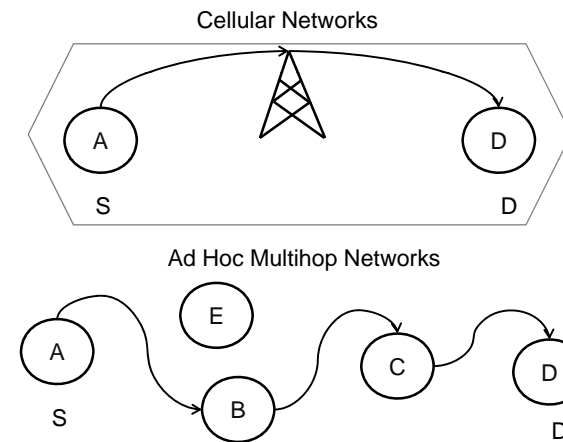 Cellular Networks
A
D
S
D
Ad Hoc Multihop Networks
E
A
C
D
B
S
D